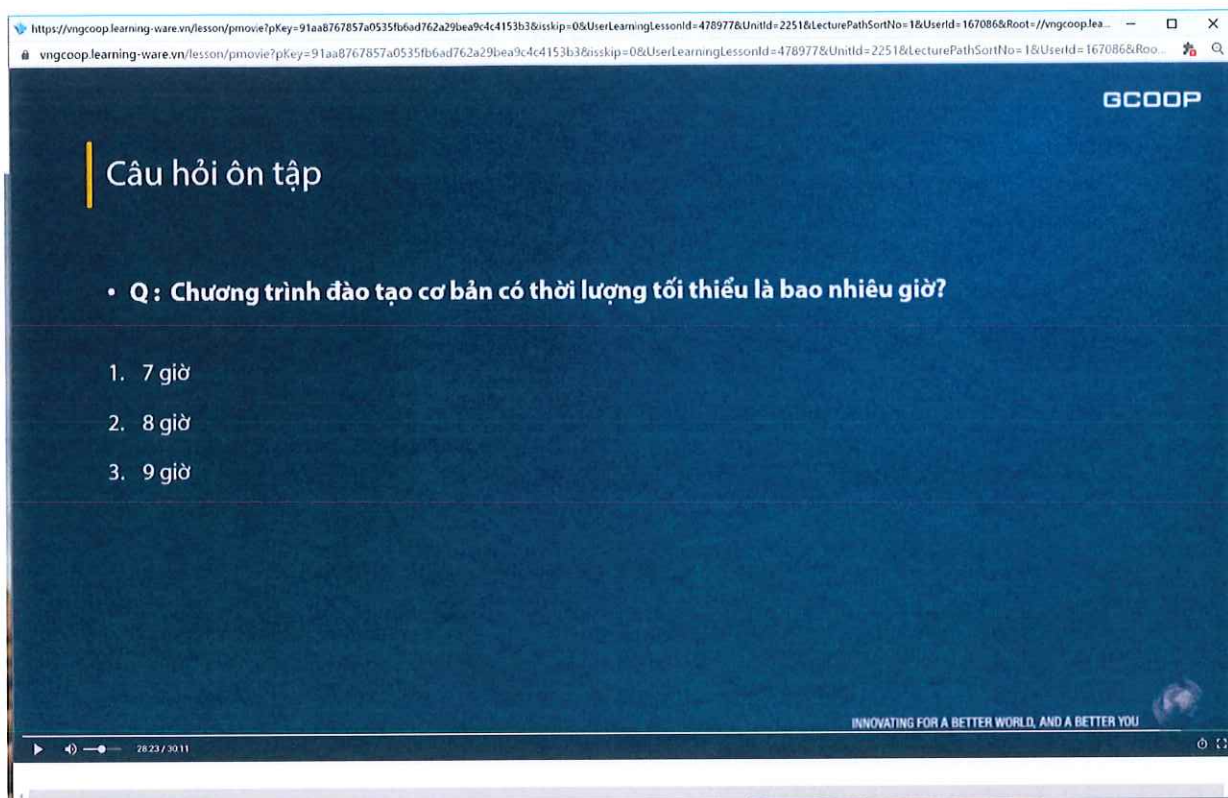 https://vngcoop.learning-ware.vn/lesson/pmovie?pKey=91aa8767857a0535fb6ad762a29bea9c4c4153b3&isskip=0&UserLearningLessonId=478977&UnitId=2251&LecturePathSortNo=1&UserId=167086&Root=//vngcoop.lea...
vngcoop.learning-ware.vn/lesson/pmovie?pKey=91aa8767857a0535fb6ad762a29bea9c4c4153b3&isskip=0&UserLearningLessonId=478977&UnitId=2251&LecturePathSortNo=1&UserId=167086&Roo...
GCOOP
Câu hỏi ôn tập
• Q : Chương trình đào tạo cơ bản có thời lượng tối thiểu là bao nhiêu giờ?
1. 7 giờ
2. 8 giờ
3. 9 giờ
INNOVATING FOR A BETTER WORLD, AND A BETTER YOU
28:23 / 30:11